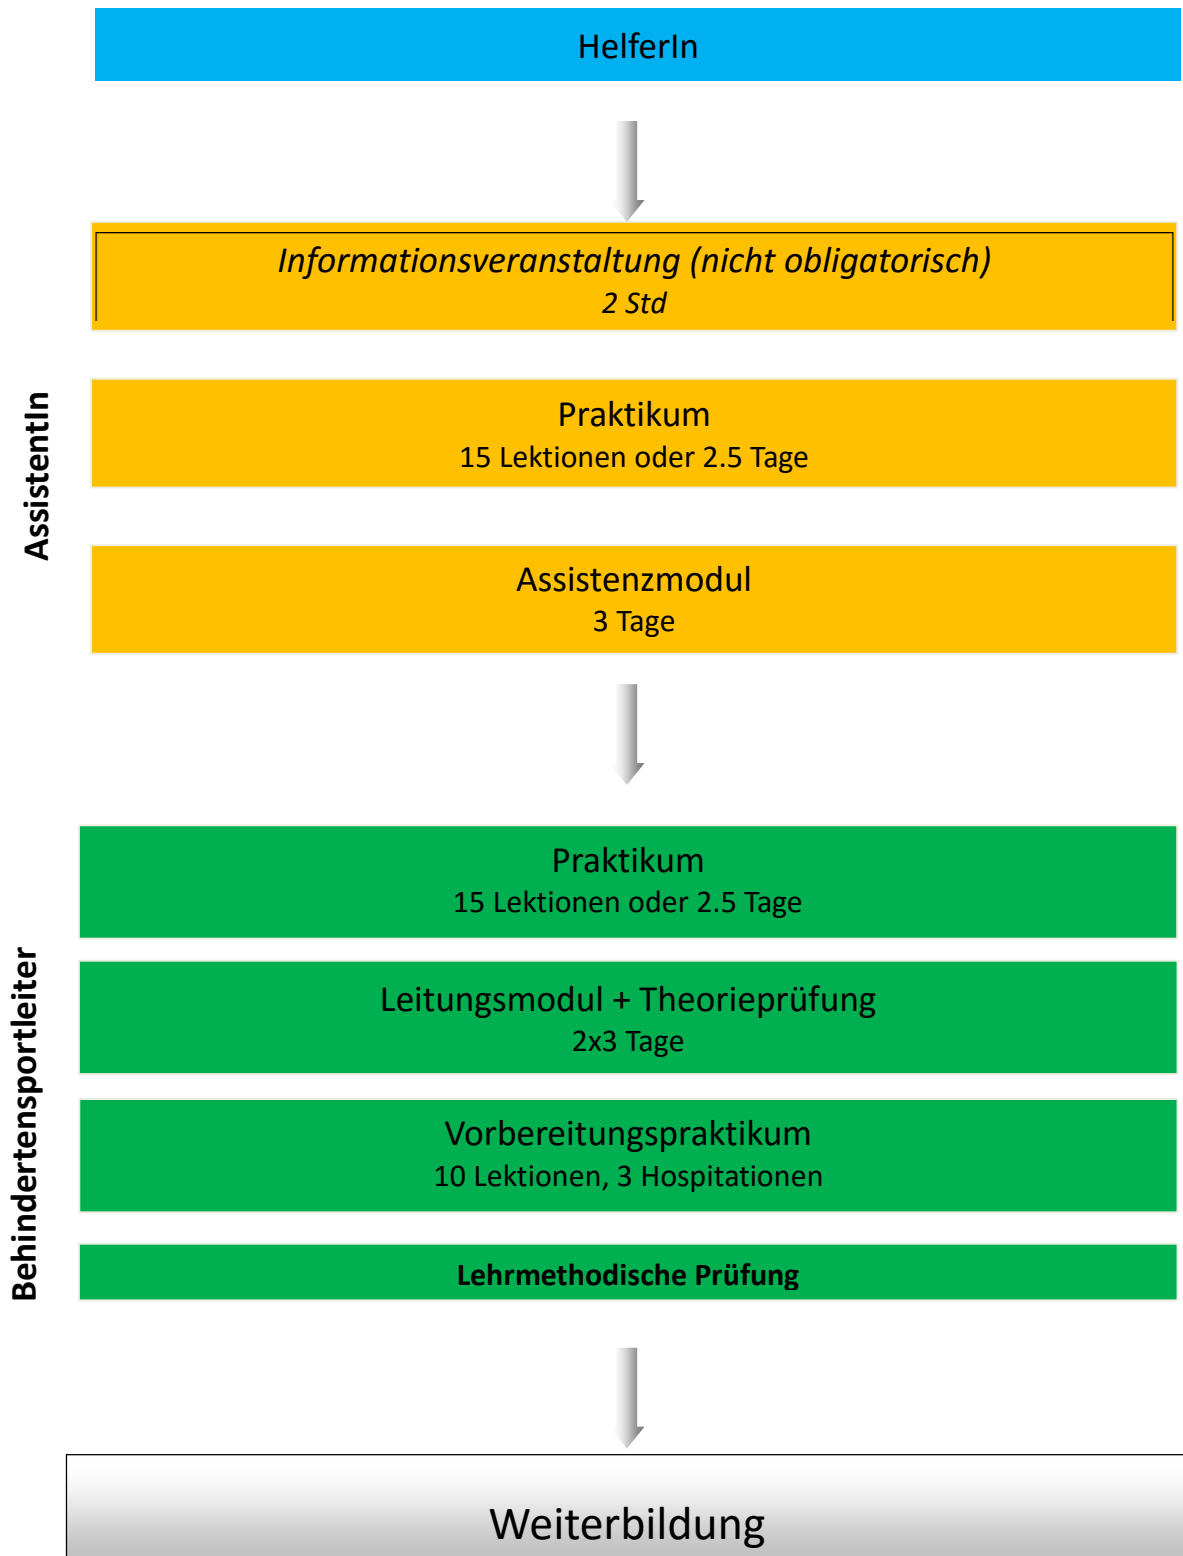 HelferIn
Informationsveranstaltung (nicht obligatorisch)
2 Std
AssistentIn
Praktikum
15 Lektionen oder 2.5 Tage
Assistenzmodul
3 Tage
Behindertensportleiter
Praktikum
15 Lektionen oder 2.5 Tage
Leitungsmodul + Theorieprüfung
2x3 Tage
Vorbereitungspraktikum
10 Lektionen, 3 Hospitationen
Lehrmethodische Prüfung
Weiterbildung